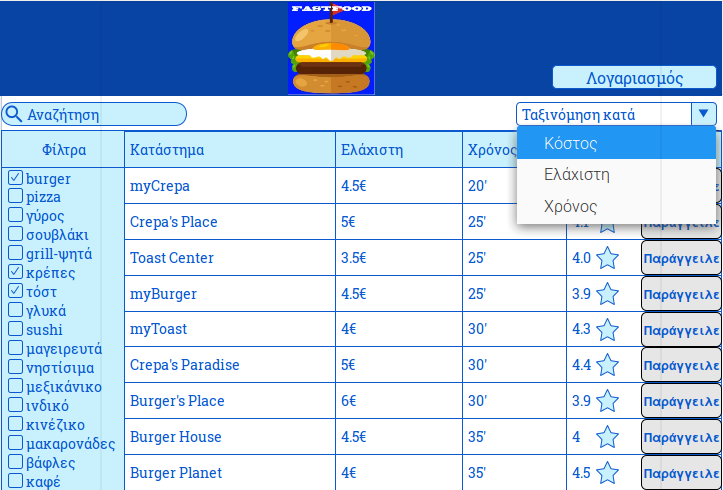 FASTFOOD
Λογαριασμός
Αναζήτηση
Ταξινόμηση κατά
Κόστος
Ελάχιστη
Χρόνος
Φίλτρα
burger
pizza
γύρος
σουβλάκι
grill-ψητά
κρέπες
τόστ
γλυκά
sushi
μαγειρευτά
νηστίσιμα
μεξικάνικο
ινδικό
κινέζικο
μακαρονάδες
βάφλες
καφέ
Κατάστημα Ελάχιστη Χρόνος
myCrepa 4.5€ 20'
Crepa's Place 5€ 25' Παράγγειλε
Toast Center 3.5€ 25' 4.0 Παράγγειλε
myBurger 4.5€ 25' 3.9 Παράγγειλε
myToast 4€ 30' 4.3 Παράγγειλε
Crepa's Paradise 5€ 30' 4.4 Παράγγειλε
Burger's Place 6€ 30' 3.9 Παράγγειλε
Burger House 4.5€ 35' 4 Παράγγειλε
Burger Planet 4€ 35' 4.5 Παράγγειλε